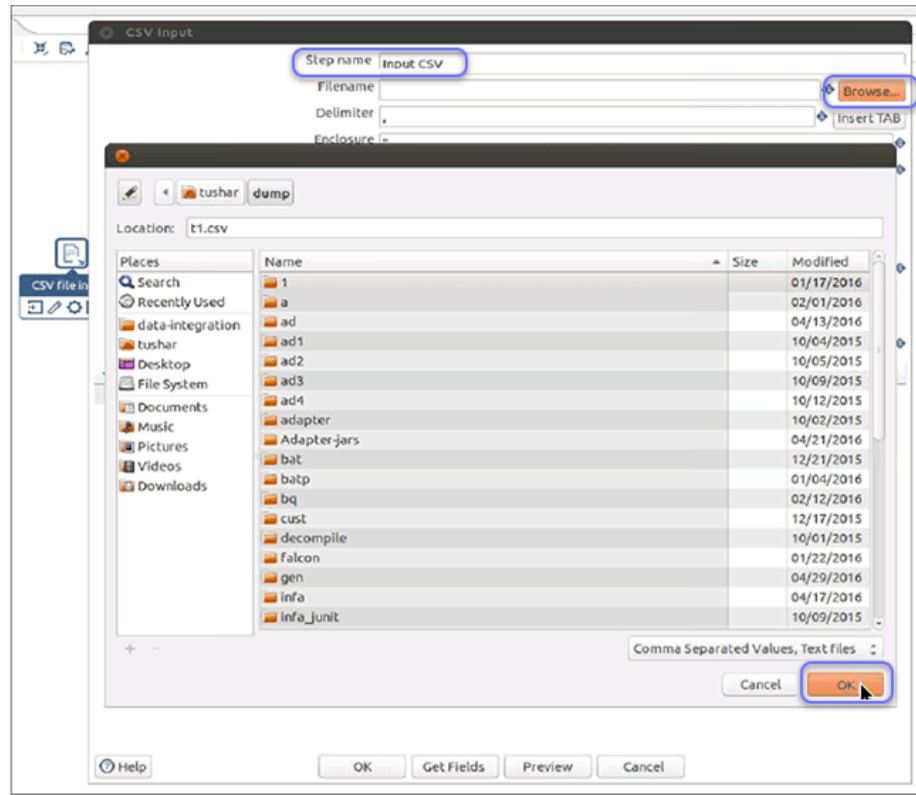 CSV Input
Step name Input CSV
Filename Browse...
Delimiter , Insert TAB
Enclosure "
tushar dump
Location: t1.csv
Places Name Size Modified
Search 1 01/17/2016
Recently Used a 02/01/2016
data-integration ad 04/13/2016
tushar ad1 10/04/2015
Desktop ad2 10/05/2015
File System ad3 10/09/2015
ad4 10/12/2015
Documents adapter 10/02/2015
Music Adapter-jars 04/21/2016
Pictures bat 12/21/2015
Videos batp 01/04/2016
Downloads bq 02/12/2016
cust 12/17/2015
decompile 10/01/2015
falcon 01/22/2016
gen 04/29/2016
infa 04/17/2016
infa_junit 10/09/2015
CSV file in
Comma Separated Values, Text files
Cancel OK
Help OK Get Fields Preview Cancel